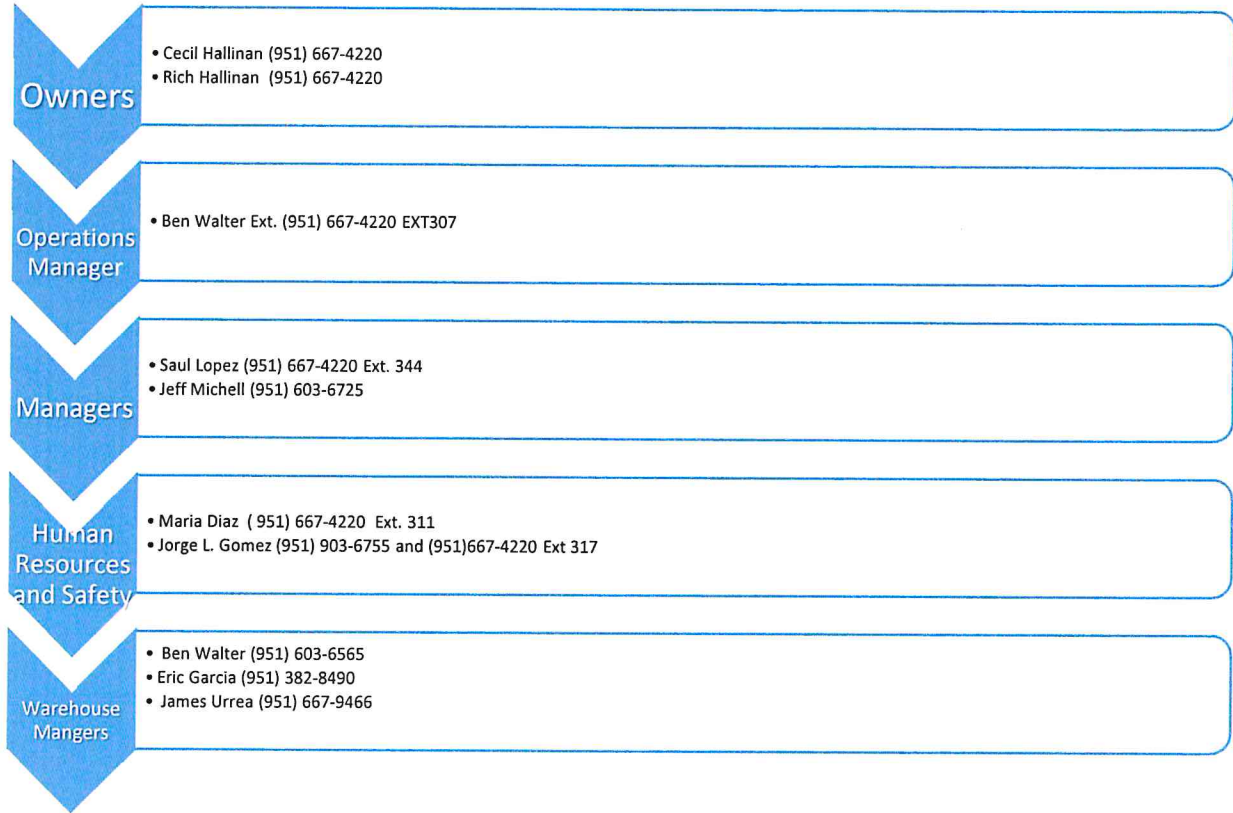 Owners
• Cecil Hallinan (951) 667-4220
• Rich Hallinan (951) 667-4220
Operations
Manager
• Ben Walter Ext. (951) 667-4220 EXT307
Managers
• Saul Lopez (951) 667-4220 Ext. 344
• Jeff Michell (951) 603-6725
Human
Resources
and Safety
• Maria Diaz ( 951) 667-4220 Ext. 311
• Jorge L. Gomez (951) 903-6755 and (951)667-4220 Ext 317
Warehouse
Mangers
• Ben Walter (951) 603-6565
• Eric Garcia (951) 382-8490
• James Urrea (951) 667-9466